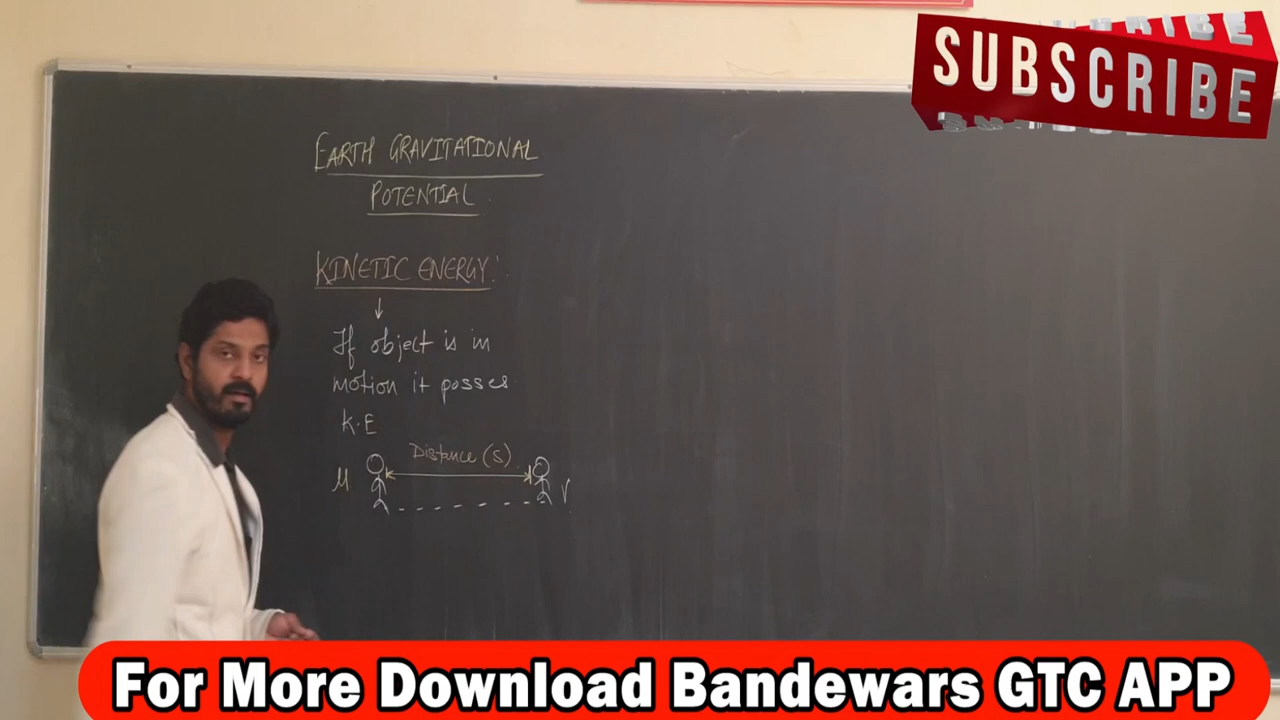 SUBSCRIBE
EARTH GRAVITATIONAL
POTENTIAL
KINETIC ENERGY:
If object is in
motion it posses
K.E
Distance (S)
u
V
For More Download Bandewars GTC APP